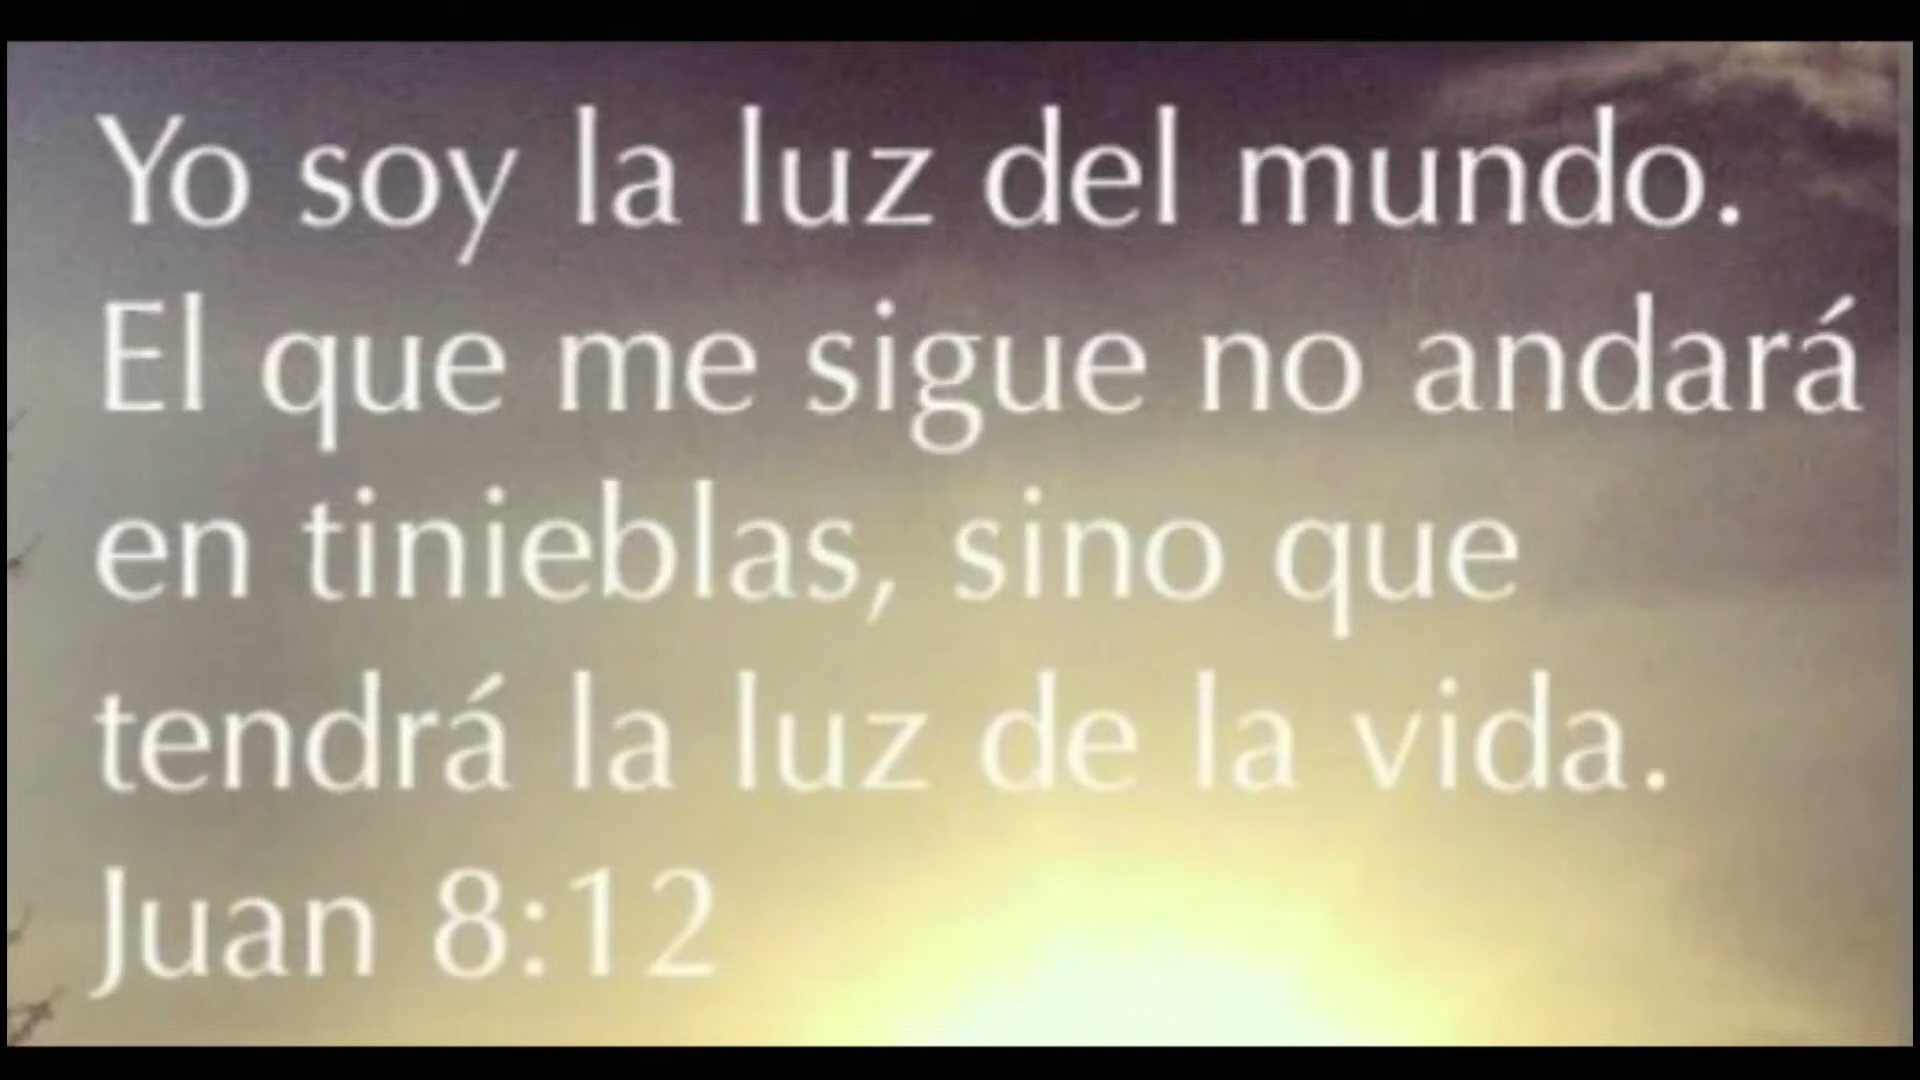 Yo soy la luz del mundo.
El que me sigue no andará
en tinieblas, sino que
tendrá la luz de la vida.
Juan 8:12